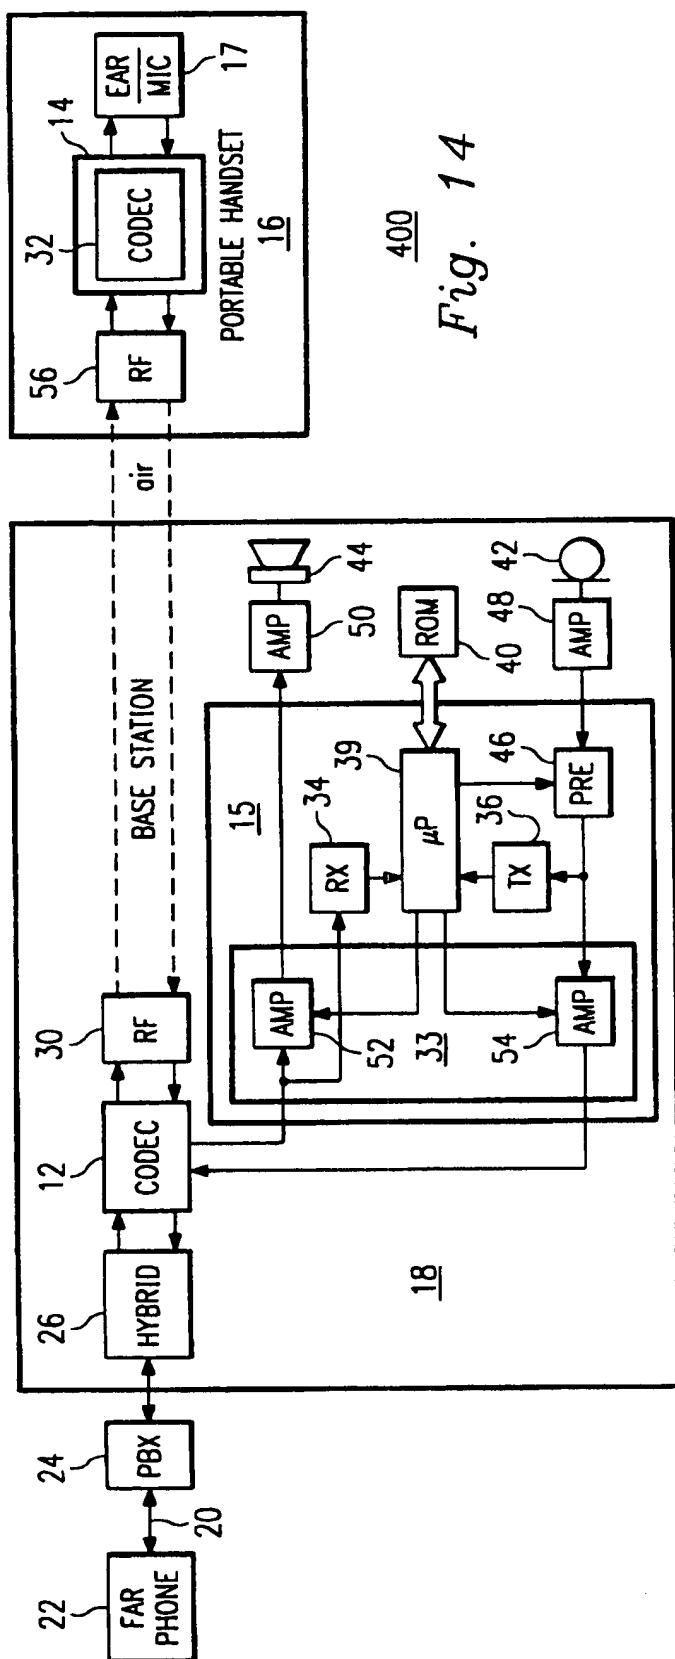 22
FAR
PHONE
20
24
PBX
26
HYBRID
12
CODEC
30
RF
BASE STATION
air
56
RF
32
CODEC
14
EAR
MIC
17
PORTABLE HANDSET
16
18
15
AMP
52
33
AMP
54
34
RX
39
μP
36
TX
46
PRE
AMP
50
44
ROM
40
AMP
48
42
400
Fig. 14